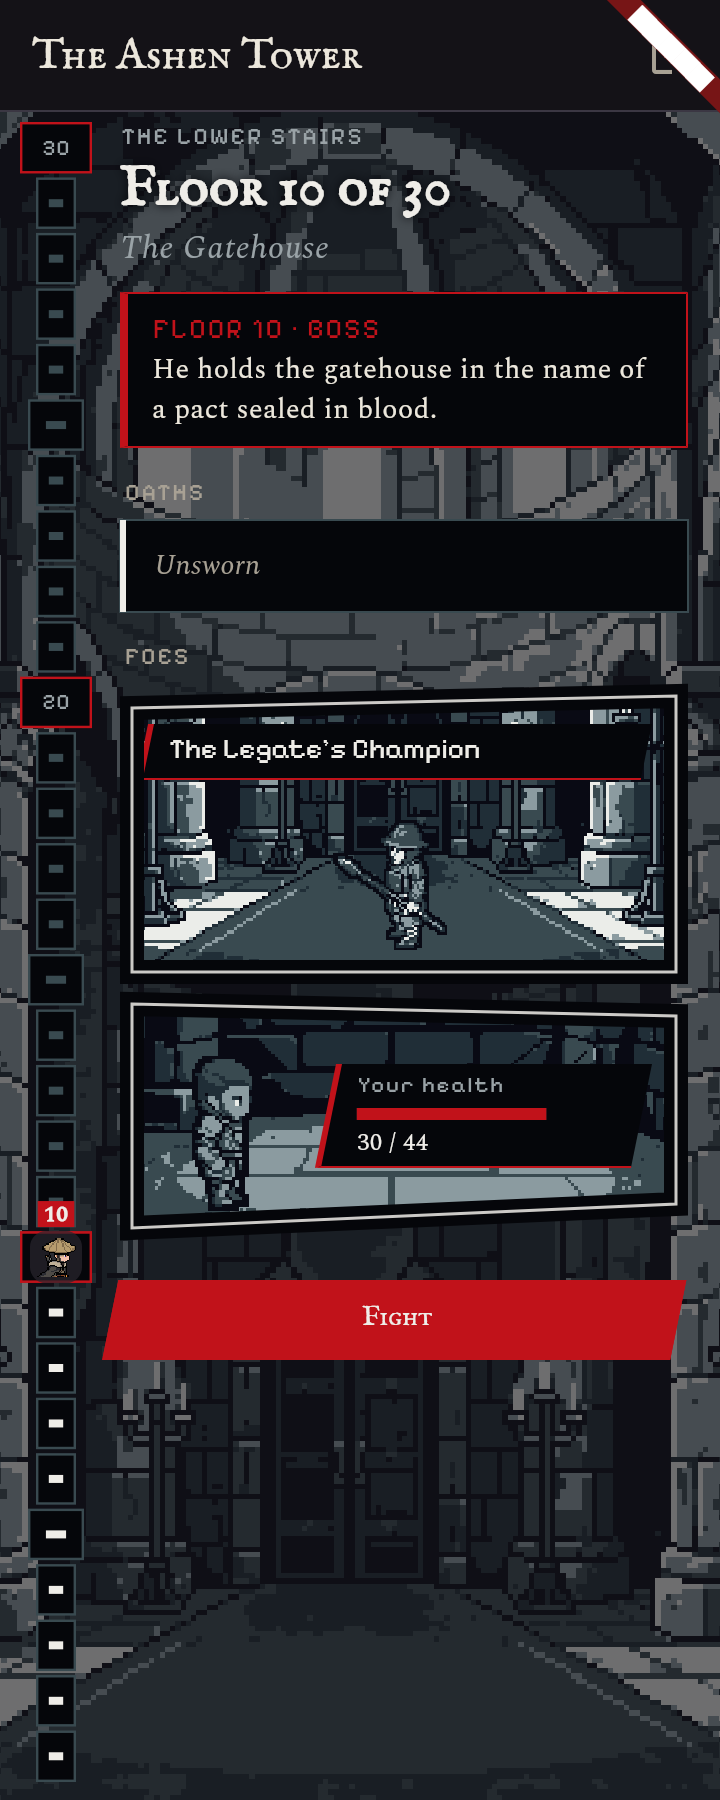 The Ashen Tower
30
THE LOWER STAIRS
Floor 10 of 30
The Gatehouse
FLOOR 10 · BOSS
He holds the gatehouse in the name of
a pact sealed in blood.
OATHS
Unsworn
FOES
20
The Legate's Champion
Your health
30 / 44
10
Fight